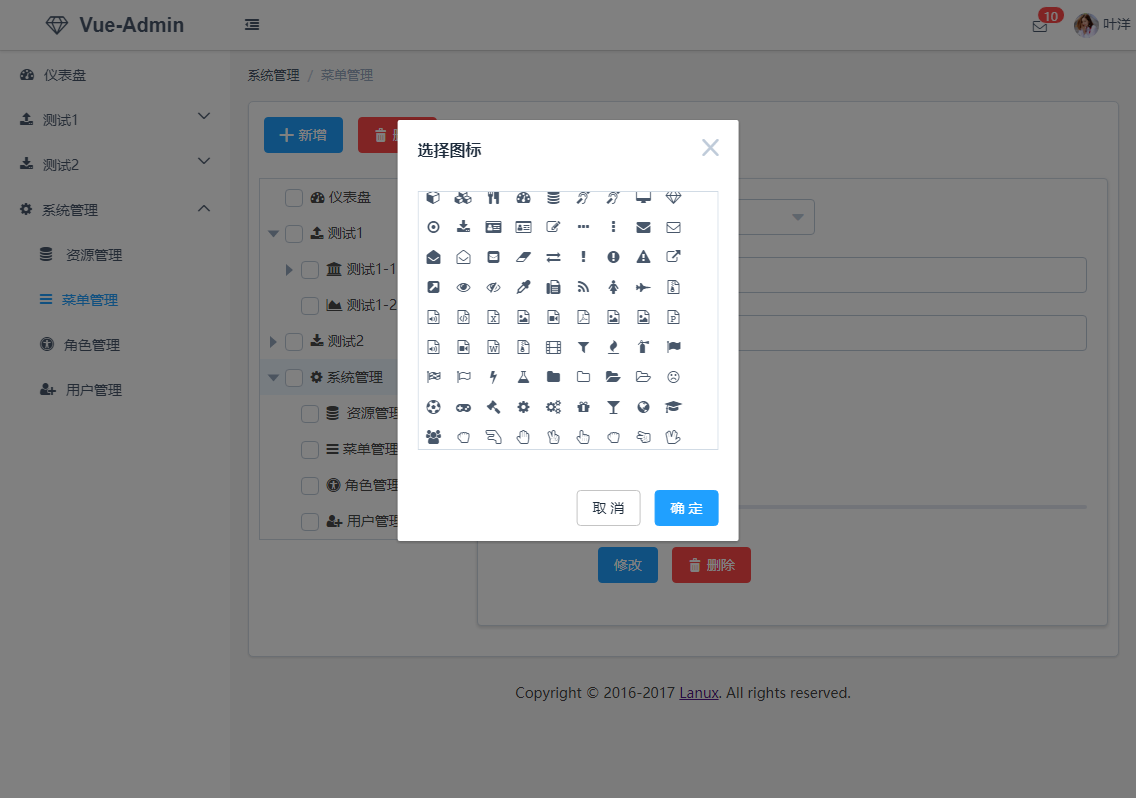 Vue-Admin
10
叶洋
仪表盘
测试1
测试2
系统管理
资源管理
菜单管理
角色管理
用户管理
系统管理 / 菜单管理
新增
仪表盘
测试1
测试1-1
测试1-2
测试2
系统管理
资源管理
菜单管理
角色管理
用户管理
选择图标
取 消
确 定
修改
删除
Copyright © 2016-2017 Lanux. All rights reserved.